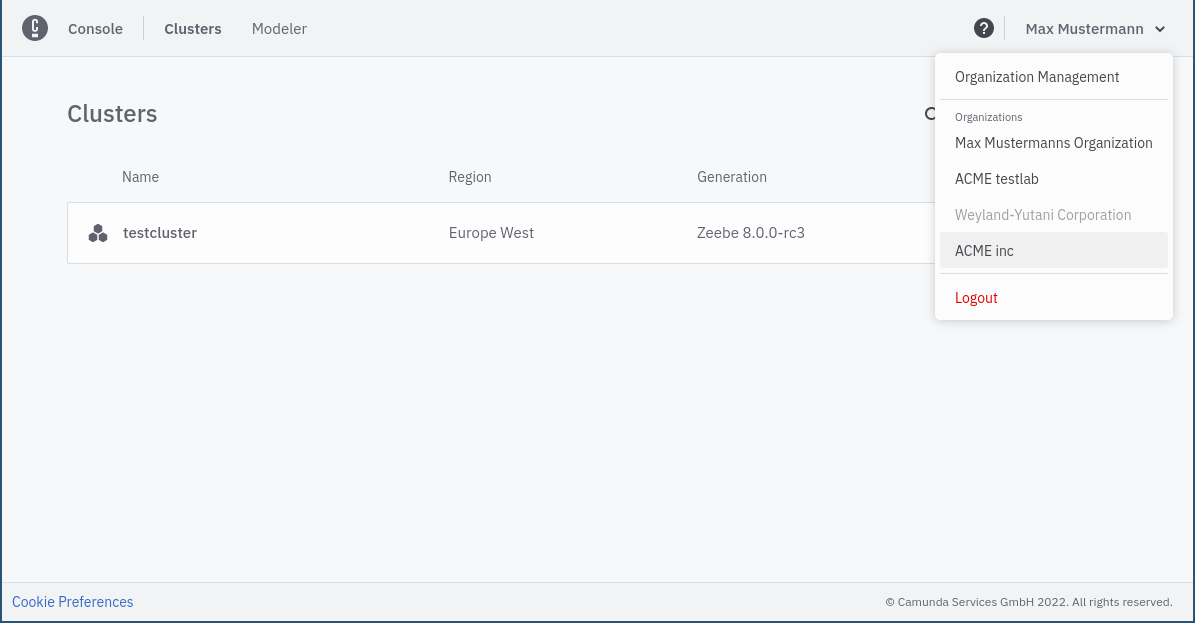 Console Clusters Modeler ? Max Mustermann
Organization Management
Clusters
Organizations
Max Mustermanns Organization
Name Region Generation
ACME testlab
Weyland-Yutani Corporation
testcluster Europe West Zeebe 8.0.0-rc3
ACME inc
Logout
Cookie Preferences © Camunda Services GmbH 2022. All rights reserved.